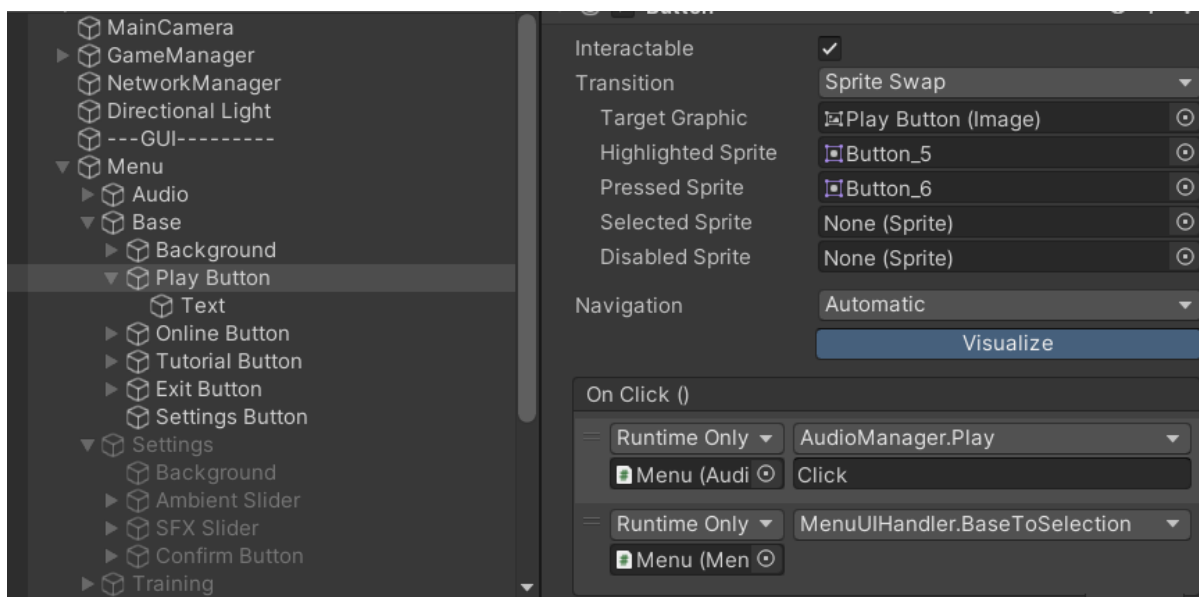 MainCamera
GameManager
NetworkManager
Directional Light
---GUI---------
Menu
Audio
Base
Background
Play Button
Text
Online Button
Tutorial Button
Exit Button
Settings Button
Settings
Background
Ambient Slider
SFX Slider
Confirm Button
Training
Button
Interactable
Transition Sprite Swap
Target Graphic Play Button (Image)
Highlighted Sprite Button_5
Pressed Sprite Button_6
Selected Sprite None (Sprite)
Disabled Sprite None (Sprite)
Navigation Automatic
Visualize
On Click ()
Runtime Only AudioManager.Play
Menu (Audi Click
Runtime Only MenuUIHandler.BaseToSelection
Menu (Men